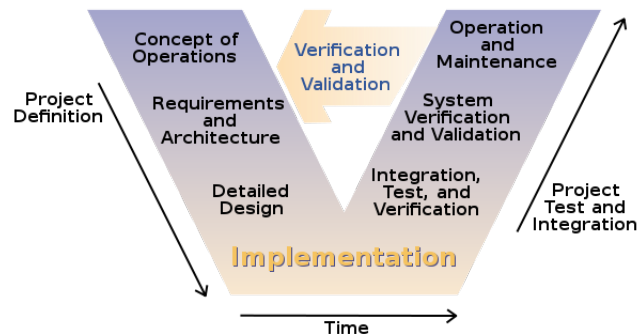 Concept of
Operations
Verification
and
Validation
Operation
and
Maintenance
Project
Definition
Requirements
and
Architecture
System
Verification
and Validation
Detailed
Design
Integration,
Test, and
Verification
Project
Test and
Integration
Implementation
Time